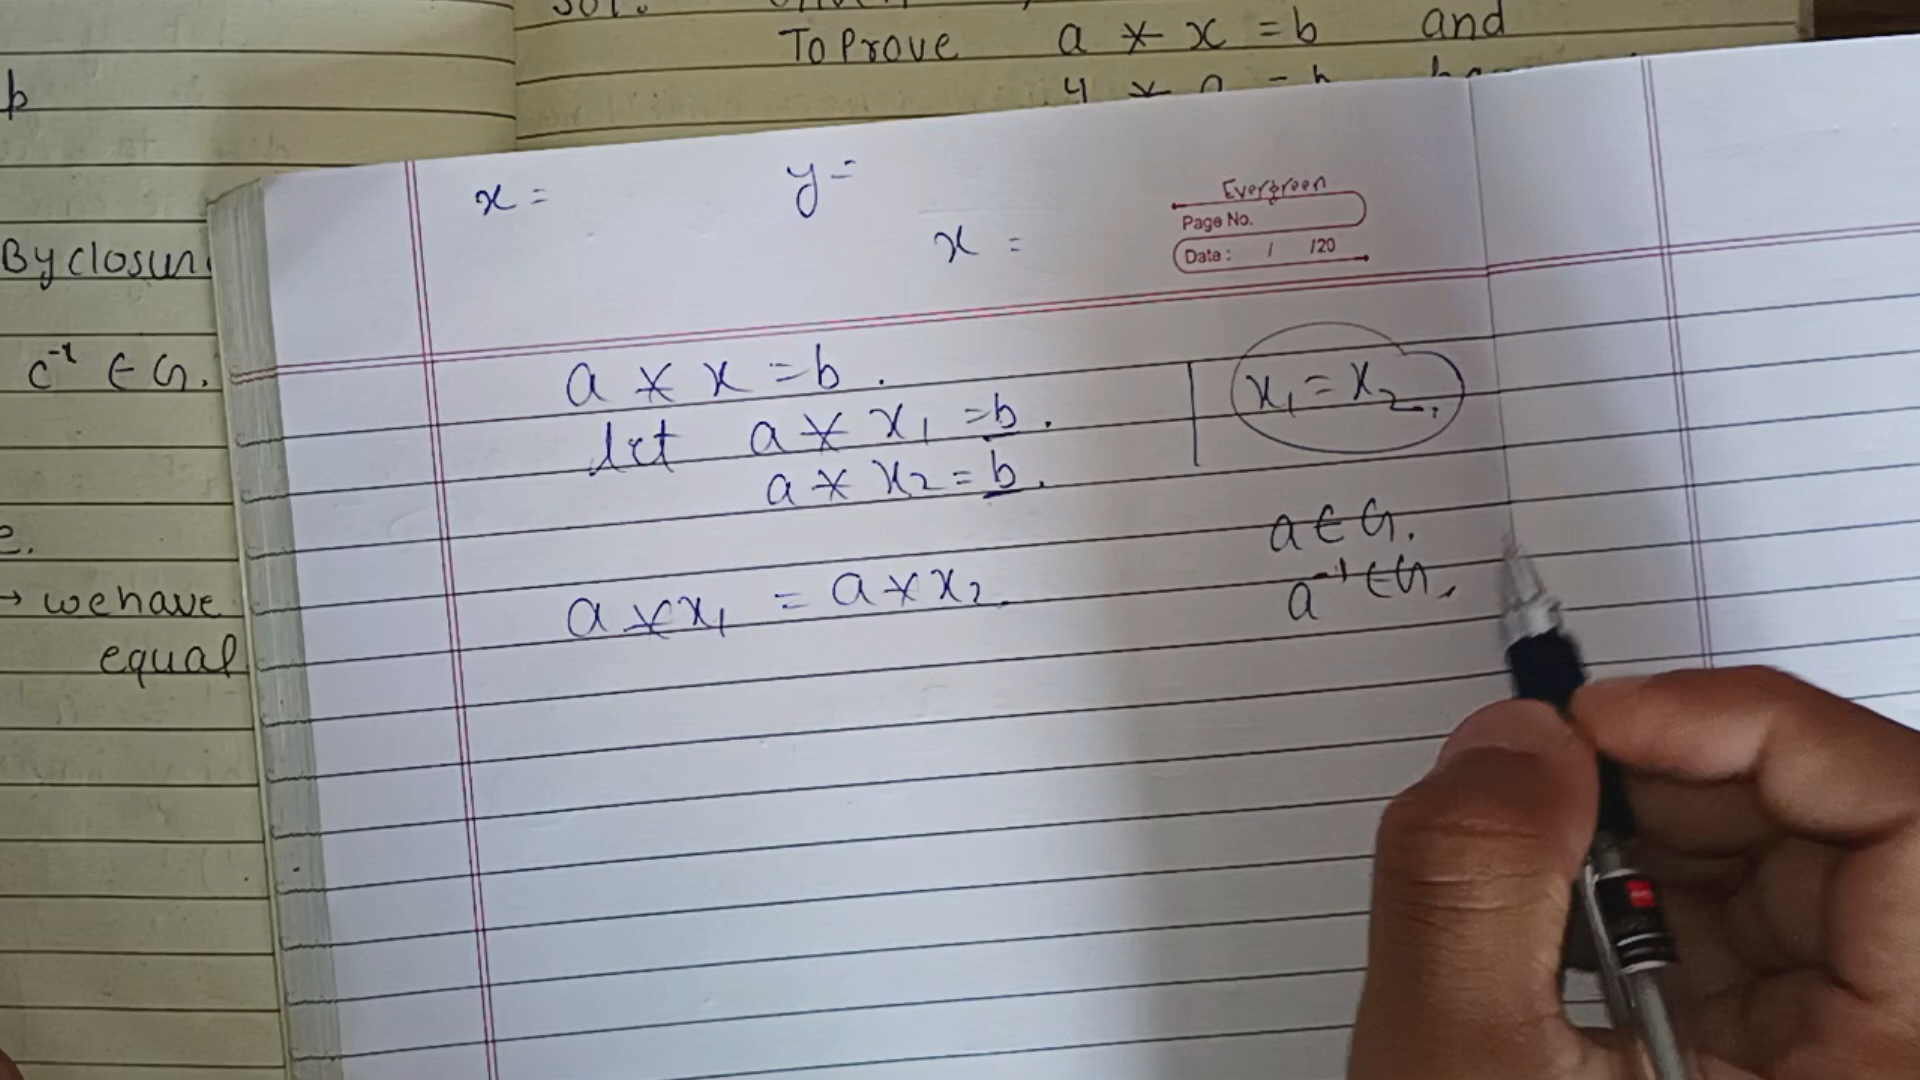 To Prove a * x = b and
b
By closur
c⁻¹ ∈ G.
e.
→ we have
equal
x =
y =
x =
Evergreen
Page No.
Date : / /20
a * x = b.
let a * x₁ = b.
a * x₂ = b.
x₁ = x₂.
a ∈ G.
a⁻¹ ∈ G.
a * x₁ = a * x₂.